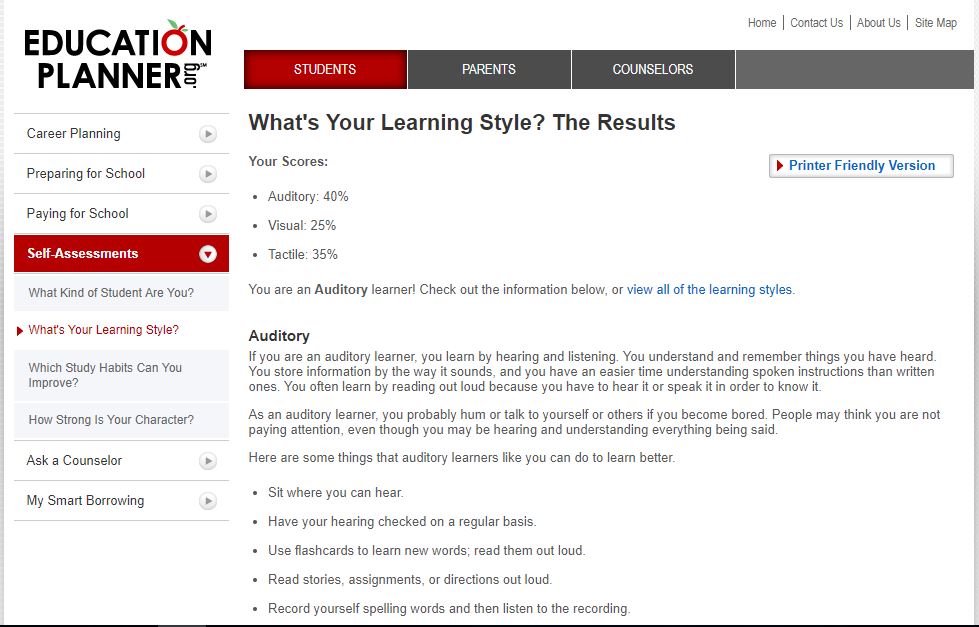 EDUCATION
PLANNER.org℠
Home
Contact Us
About Us
Site Map
STUDENTS
PARENTS
COUNSELORS
Career Planning
Preparing for School
Paying for School
Self-Assessments
What Kind of Student Are You?
What's Your Learning Style?
Which Study Habits Can You
Improve?
How Strong Is Your Character?
Ask a Counselor
My Smart Borrowing
What's Your Learning Style? The Results
Your Scores:
Printer Friendly Version
• Auditory: 40%
• Visual: 25%
• Tactile: 35%
You are an Auditory learner! Check out the information below, or view all of the learning styles.
Auditory
If you are an auditory learner, you learn by hearing and listening. You understand and remember things you have heard.
You store information by the way it sounds, and you have an easier time understanding spoken instructions than written
ones. You often learn by reading out loud because you have to hear it or speak it in order to know it.
As an auditory learner, you probably hum or talk to yourself or others if you become bored. People may think you are not
paying attention, even though you may be hearing and understanding everything being said.
Here are some things that auditory learners like you can do to learn better.
• Sit where you can hear.
• Have your hearing checked on a regular basis.
• Use flashcards to learn new words; read them out loud.
• Read stories, assignments, or directions out loud.
• Record yourself spelling words and then listen to the recording.